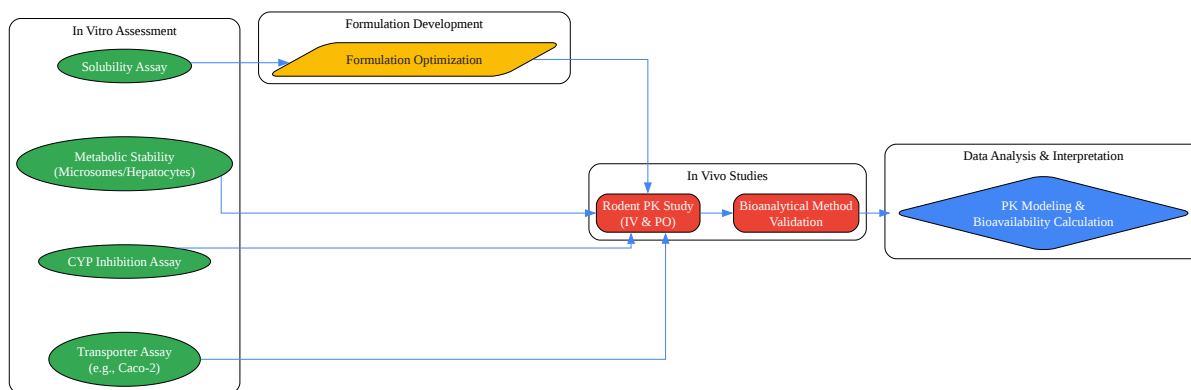 In Vitro Assessment
Solubility Assay
Metabolic Stability
(Microsomes/Hepatocytes)
CYP Inhibition Assay
Transporter Assay
(e.g., Caco-2)
Formulation Development
Formulation Optimization
In Vivo Studies
Rodent PK Study
(IV & PO)
Bioanalytical Method
Validation
Data Analysis & Interpretation
PK Modeling &
Bioavailability Calculation